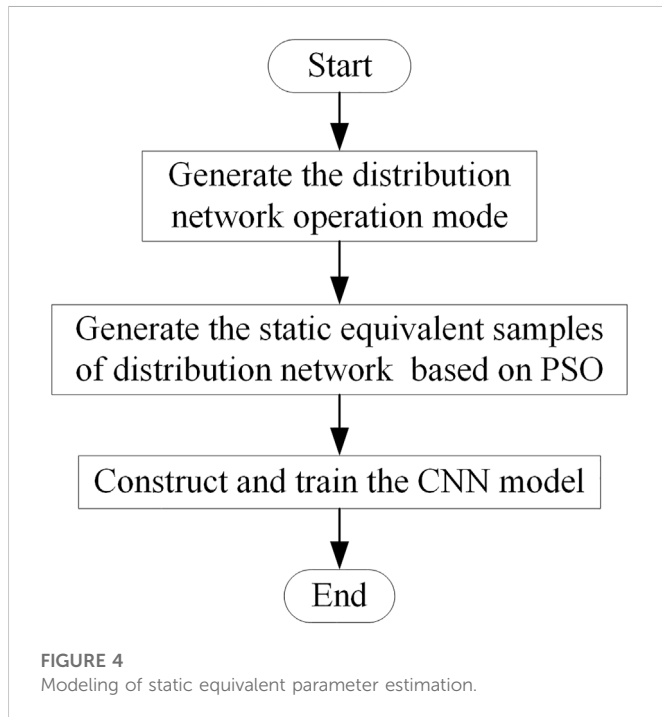 Start
Generate the distribution
network operation mode
Generate the static equivalent samples
of distribution network based on PSO
Construct and train the CNN model
End
FIGURE 4
Modeling of static equivalent parameter estimation.